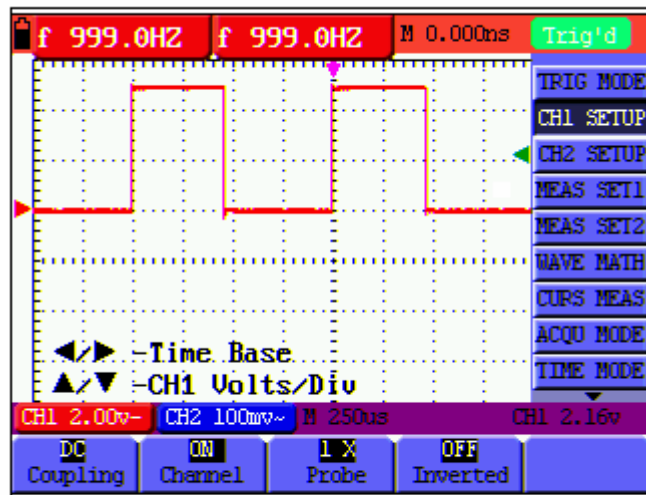 f 999.0HZ f 999.0HZ M 0.000ns Trig'd
TRIG MODE
CH1 SETUP
CH2 SETUP
MEAS SET1
MEAS SET2
WAVE MATH
CURS MEAS
ACQU MODE
TIME MODE
◀/▶ -Time Base
▲/▼ -CH1 Volts/Div
CH1 2.00v- CH2 100mv~ M 250us CH1 2.16v
DC ON 1 X OFF
Coupling Channel Probe Inverted